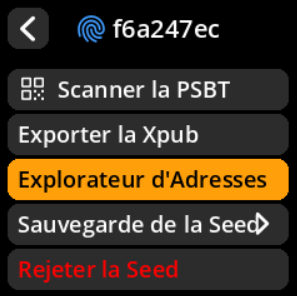 f6a247ec
Scanner la PSBT
Exporter la Xpub
Explorateur d'Adresses
Sauvegarde de la Seed
Rejeter la Seed